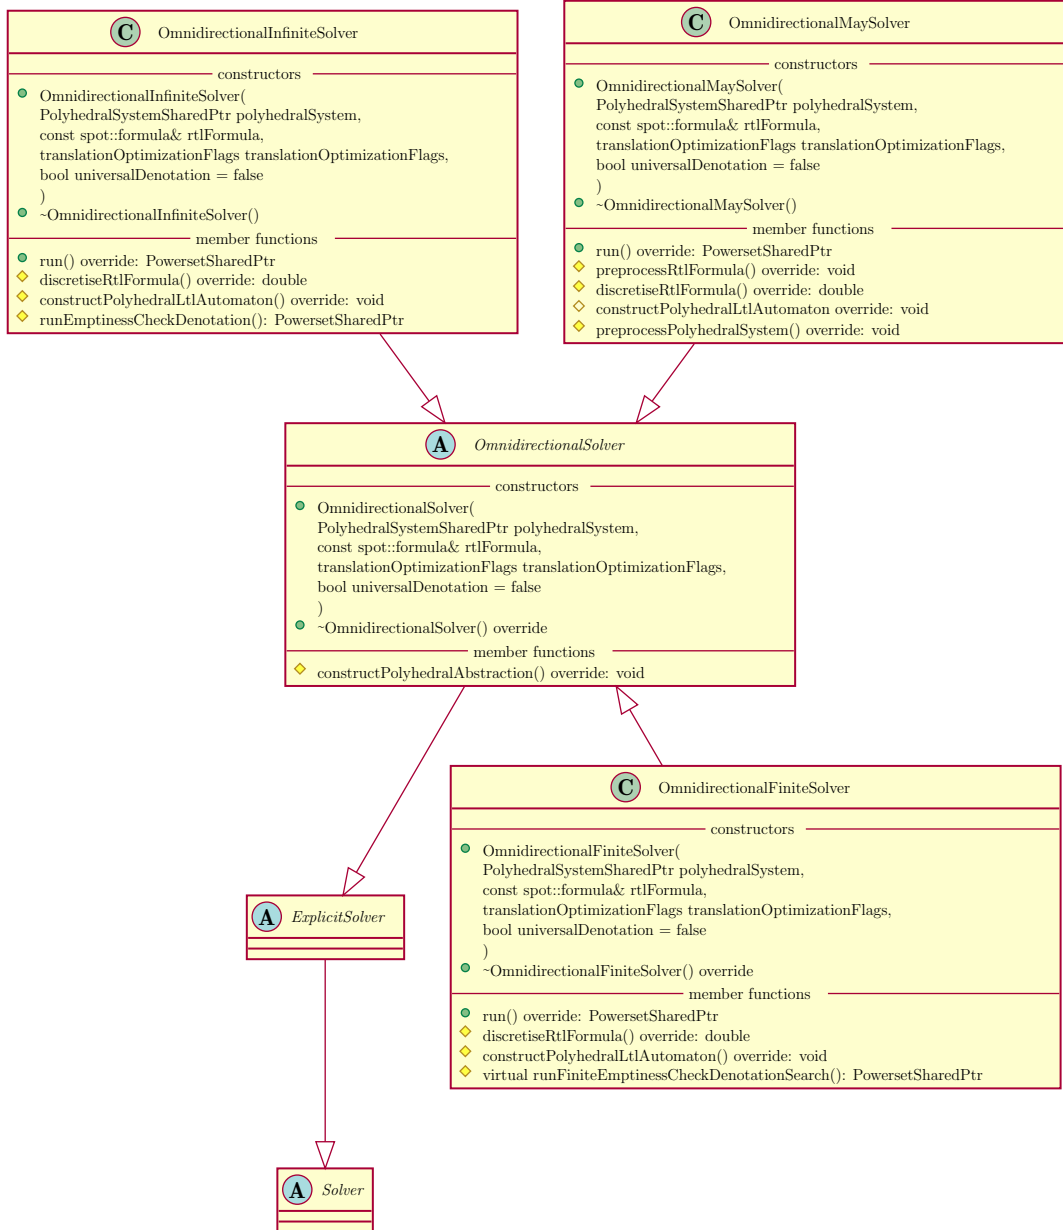 C OmnidirectionalInfiniteSolver
constructors
OmnidirectionalInfiniteSolver(
PolyhedralSystemSharedPtr polyhedralSystem,
const spot::formula& rtlFormula,
translationOptimizationFlags translationOptimizationFlags,
bool universalDenotation = false
)
~OmnidirectionalInfiniteSolver()
member functions
run() override: PowersetSharedPtr
discretiseRtlFormula() override: double
constructPolyhedralLtlAutomaton() override: void
runEmptinessCheckDenotation(): PowersetSharedPtr
C OmnidirectionalMaySolver
constructors
OmnidirectionalMaySolver(
PolyhedralSystemSharedPtr polyhedralSystem,
const spot::formula& rtlFormula,
translationOptimizationFlags translationOptimizationFlags,
bool universalDenotation = false
)
~OmnidirectionalMaySolver()
member functions
run() override: PowersetSharedPtr
preprocessRtlFormula() override: void
discretiseRtlFormula() override: double
constructPolyhedralLtlAutomaton override: void
preprocessPolyhedralSystem() override: void
A OmnidirectionalSolver
constructors
OmnidirectionalSolver(
PolyhedralSystemSharedPtr polyhedralSystem,
const spot::formula& rtlFormula,
translationOptimizationFlags translationOptimizationFlags,
bool universalDenotation = false
)
~OmnidirectionalSolver() override
member functions
constructPolyhedralAbstraction() override: void
C OmnidirectionalFiniteSolver
constructors
OmnidirectionalFiniteSolver(
PolyhedralSystemSharedPtr polyhedralSystem,
const spot::formula& rtlFormula,
translationOptimizationFlags translationOptimizationFlags,
bool universalDenotation = false
)
~OmnidirectionalFiniteSolver() override
member functions
run() override: PowersetSharedPtr
discretiseRtlFormula() override: double
constructPolyhedralLtlAutomaton() override: void
virtual runFiniteEmptinessCheckDenotationSearch(): PowersetSharedPtr
A ExplicitSolver
A Solver